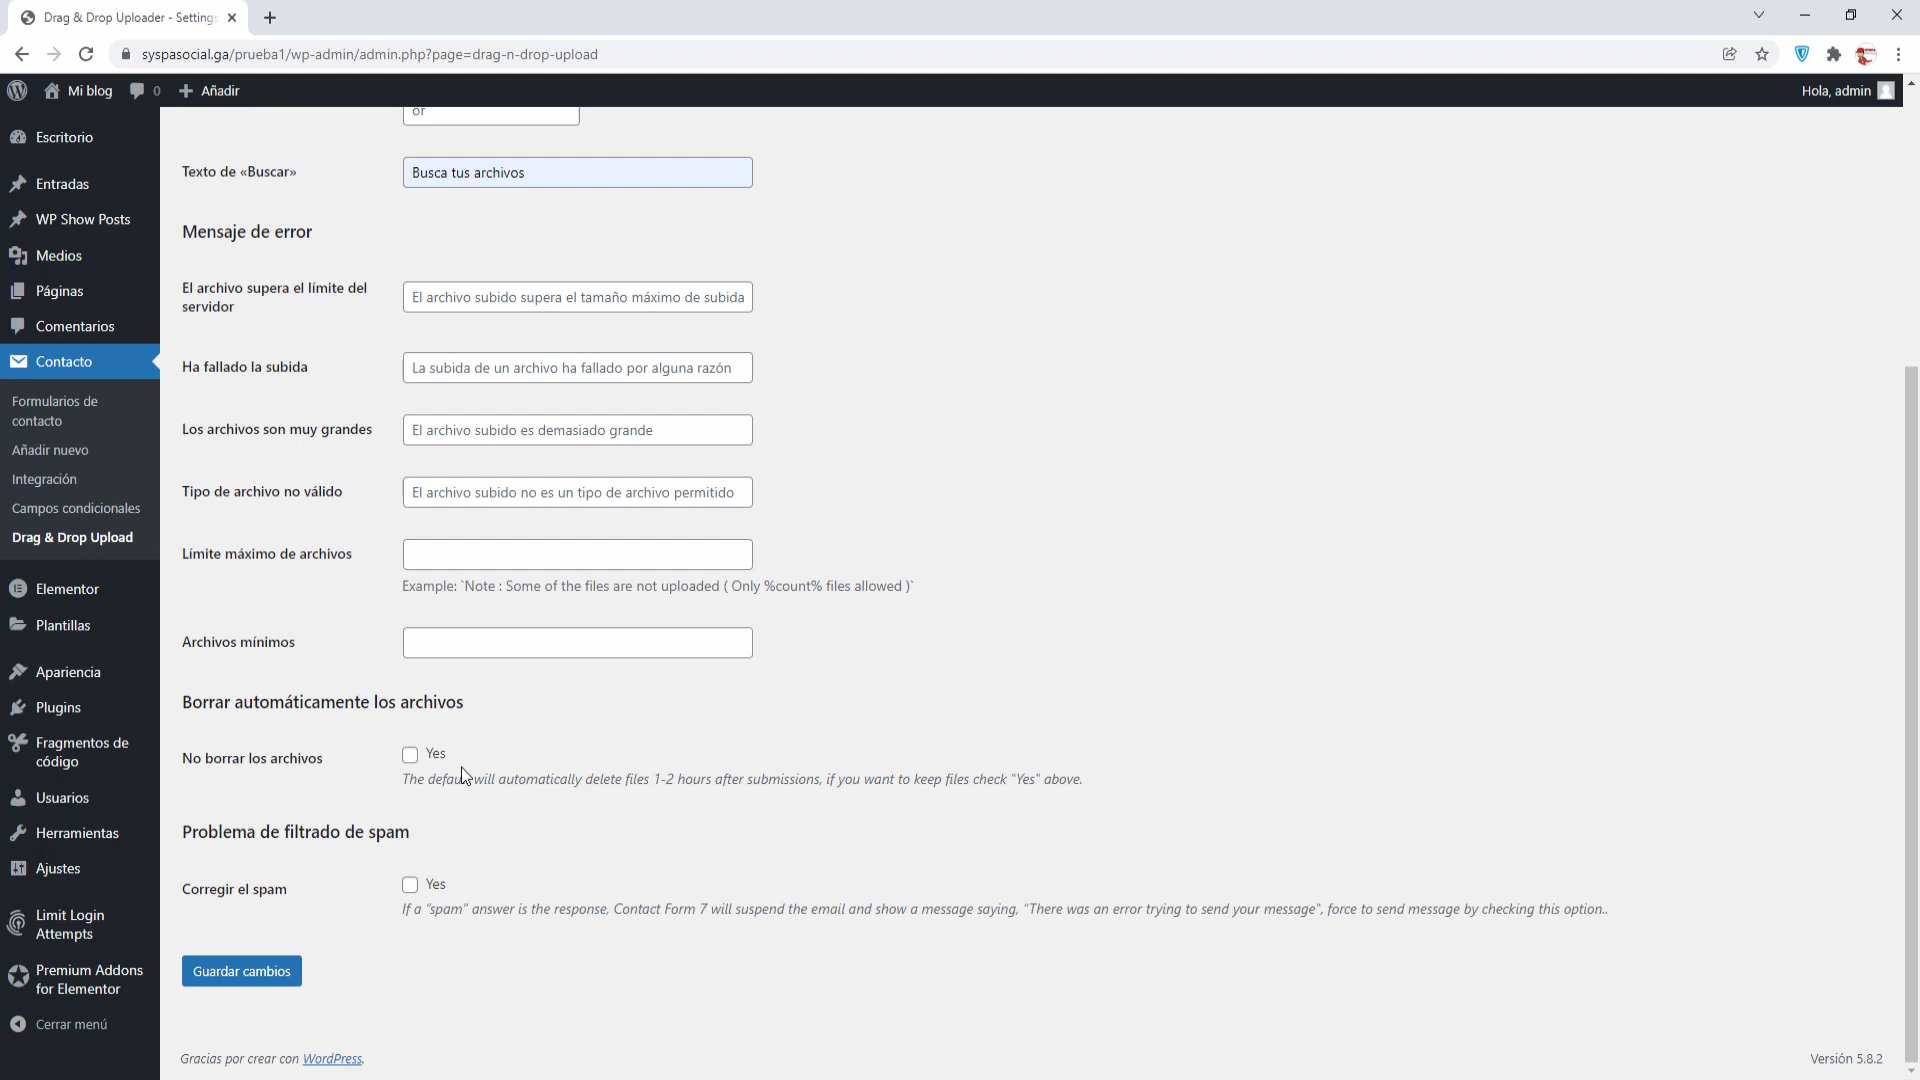 Drag & Drop Uploader - Settings
syspasocial.ga/prueba1/wp-admin/admin.php?page=drag-n-drop-upload
Mi blog
0
Añadir
Hola, admin
Escritorio
Entradas
WP Show Posts
Medios
Páginas
Comentarios
Contacto
Formularios de
contacto
Añadir nuevo
Integración
Campos condicionales
Drag & Drop Upload
Elementor
Plantillas
Apariencia
Plugins
Fragmentos de
código
Usuarios
Herramientas
Ajustes
Limit Login
Attempts
Premium Addons
for Elementor
Cerrar menú
or
Texto de «Buscar»
Busca tus archivos
Mensaje de error
El archivo supera el límite del
servidor
El archivo subido supera el tamaño máximo de subida
Ha fallado la subida
La subida de un archivo ha fallado por alguna razón
Los archivos son muy grandes
El archivo subido es demasiado grande
Tipo de archivo no válido
El archivo subido no es un tipo de archivo permitido
Límite máximo de archivos
Example: `Note : Some of the files are not uploaded ( Only %count% files allowed )`
Archivos mínimos
Borrar automáticamente los archivos
No borrar los archivos
Yes
The default will automatically delete files 1-2 hours after submissions, if you want to keep files check "Yes" above.
Problema de filtrado de spam
Corregir el spam
Yes
If a “spam” answer is the response, Contact Form 7 will suspend the email and show a message saying, “There was an error trying to send your message”, force to send message by checking this option..
Guardar cambios
Gracias por crear con WordPress.
Versión 5.8.2